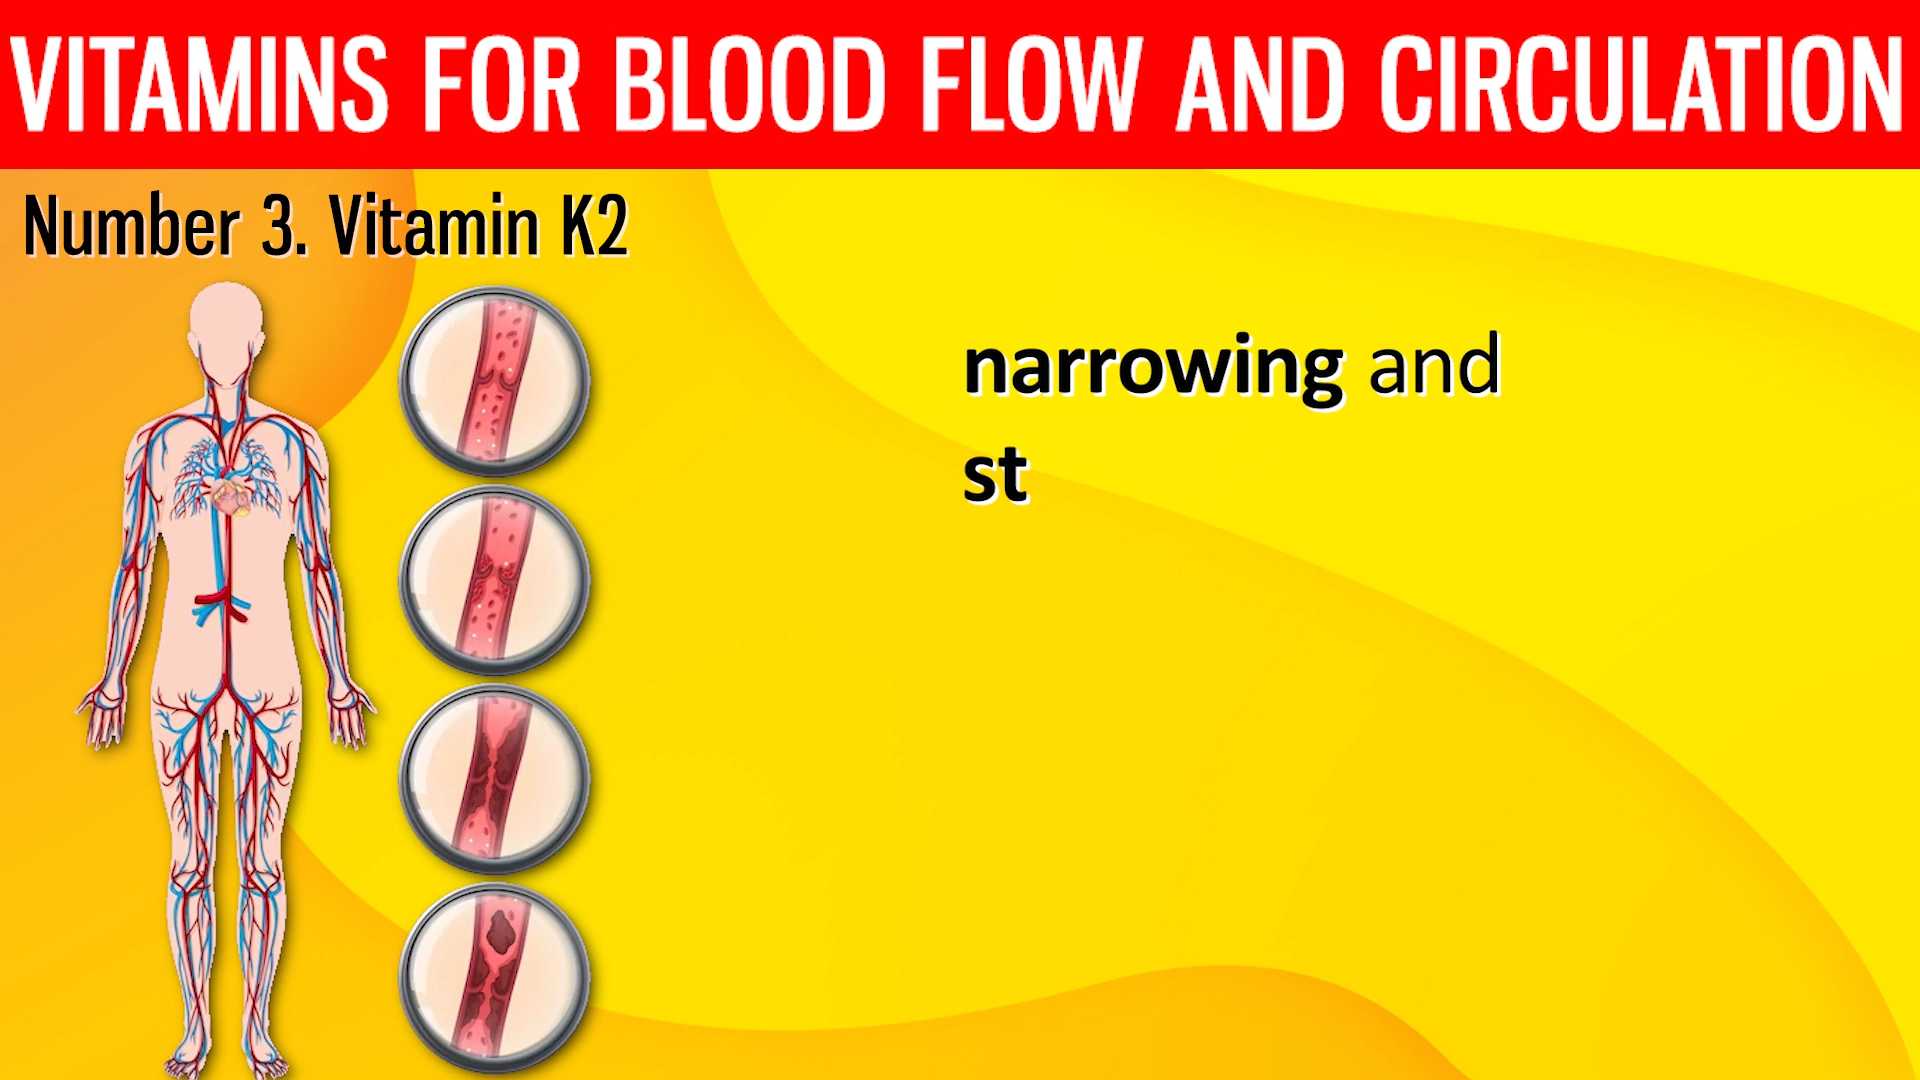 VITAMINS FOR BLOOD FLOW AND CIRCULATION
Number 3. Vitamin K2
narrowing and
st